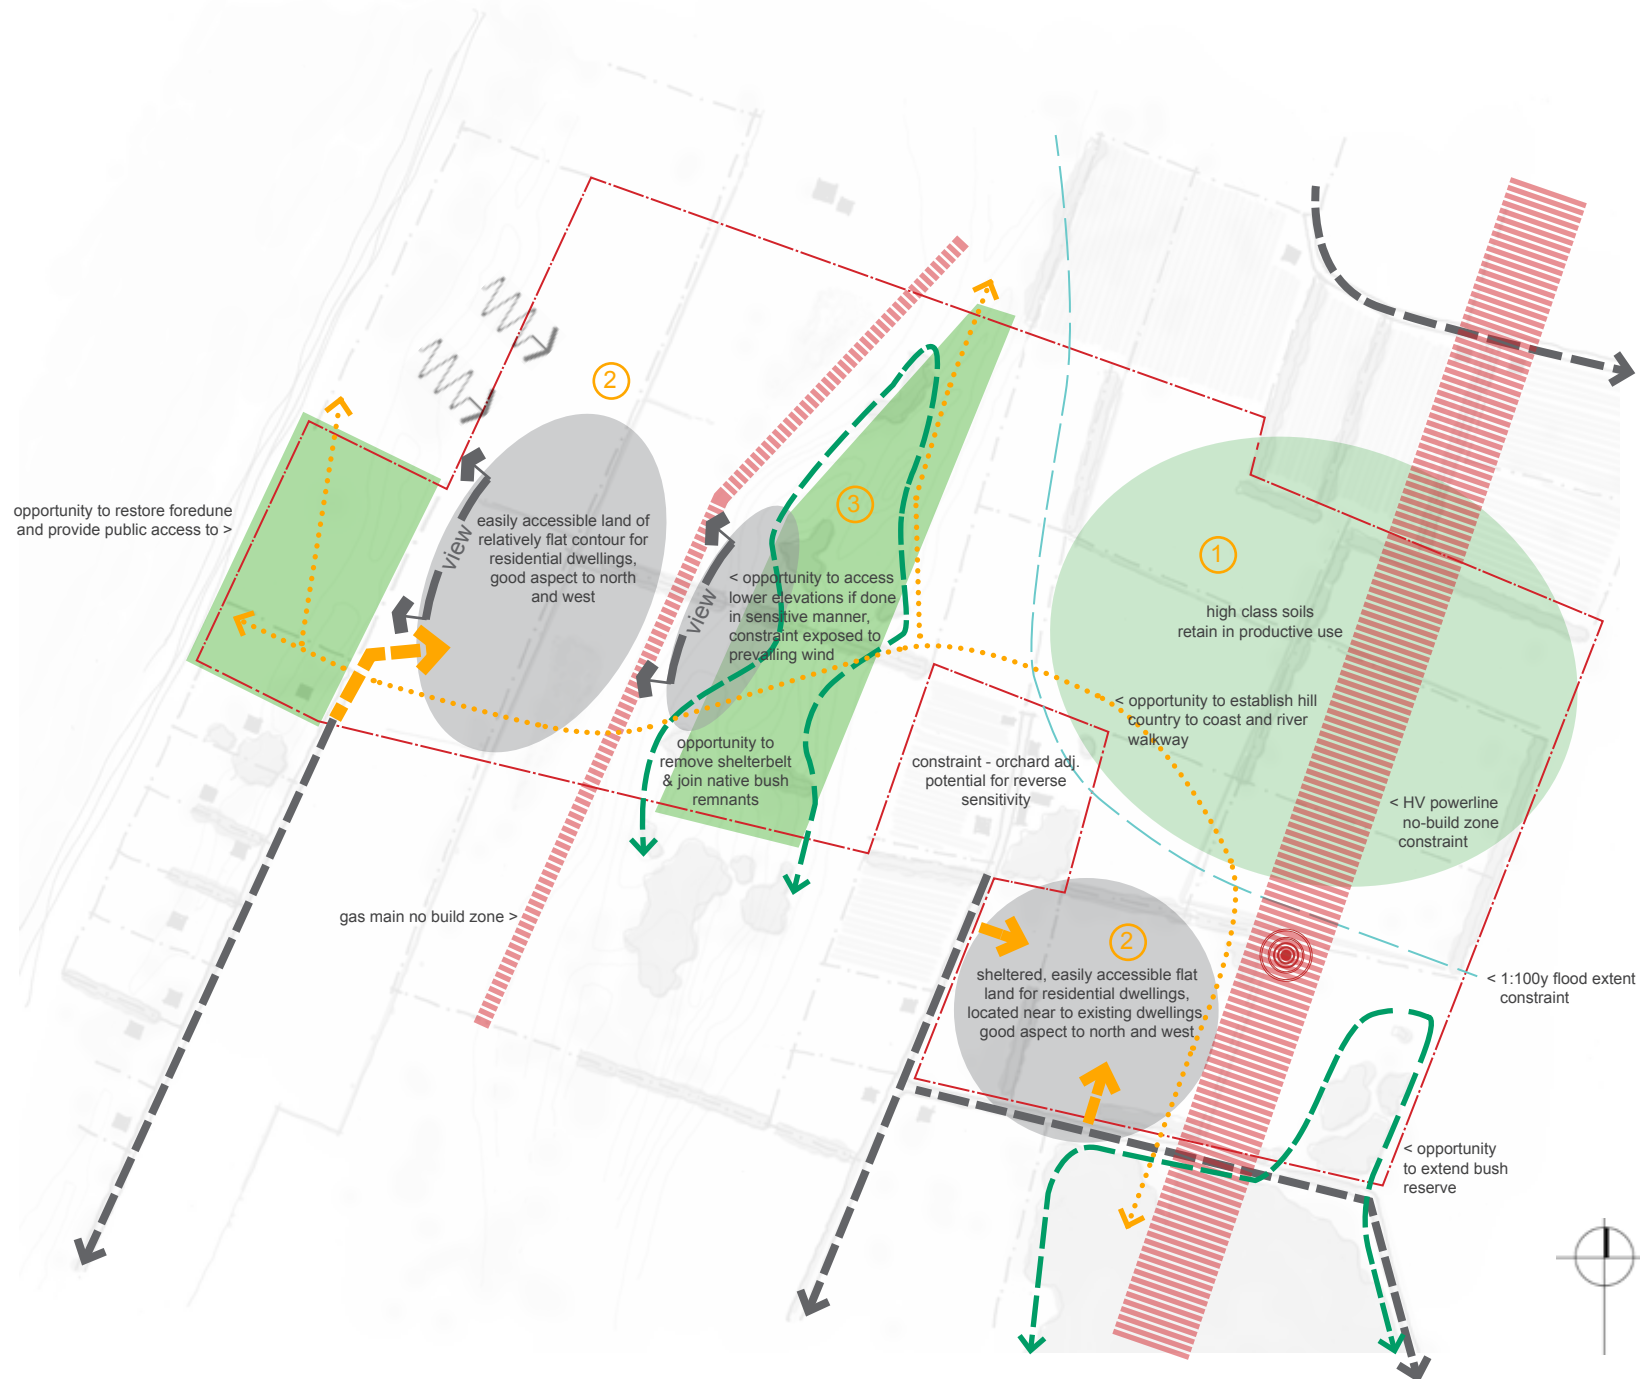 2
opportunity to restore foredune
and provide public access to >
view
easily accessible land of
relatively flat contour for
residential dwellings,
good aspect to north
and west
3
view
< opportunity to access
lower elevations if done
in sensitive manner,
constraint exposed to
prevailing wind
1
high class soils
retain in productive use
< opportunity to establish hill
country to coast and river
walkway
opportunity to
remove shelterbelt
& join native bush
remnants
constraint - orchard adj.
potential for reverse
sensitivity
< HV powerline
no-build zone
constraint
gas main no build zone >
2
sheltered, easily accessible flat
land for residential dwellings,
located near to existing dwellings
good aspect to north and west
< 1:100y flood extent
constraint
< opportunity
to extend bush
reserve